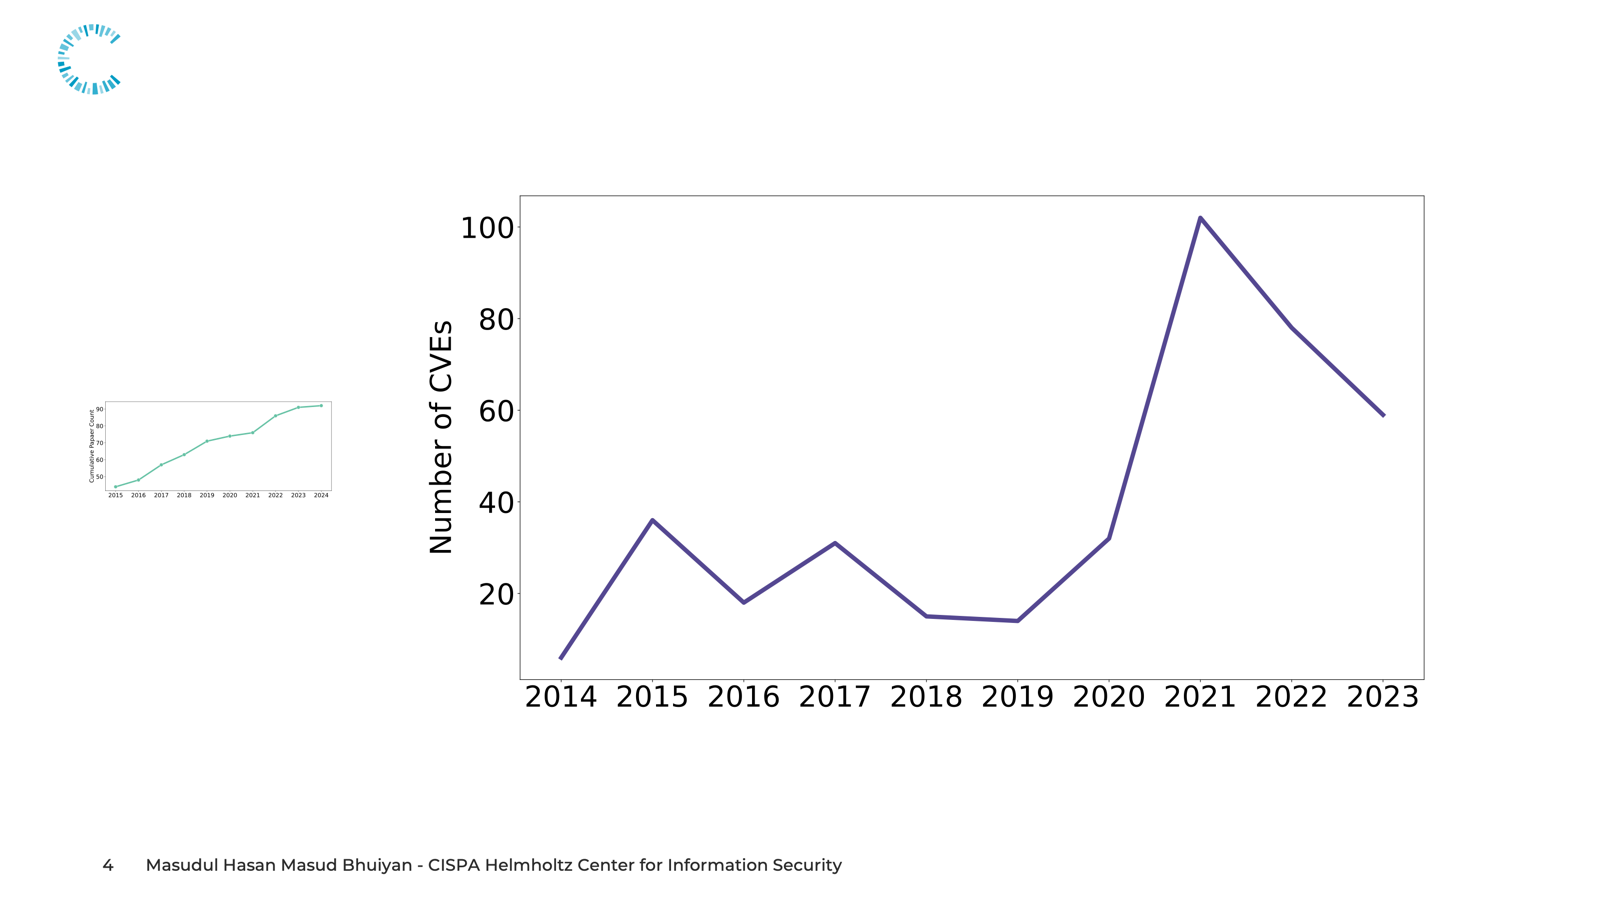 Cumulative Papaer Count
90
80
70
60
50
2015 2016 2017 2018 2019 2020 2021 2022 2023 2024
Number of CVEs
100
80
60
40
20
2014 2015 2016 2017 2018 2019 2020 2021 2022 2023
4 Masudul Hasan Masud Bhuiyan - CISPA Helmholtz Center for Information Security